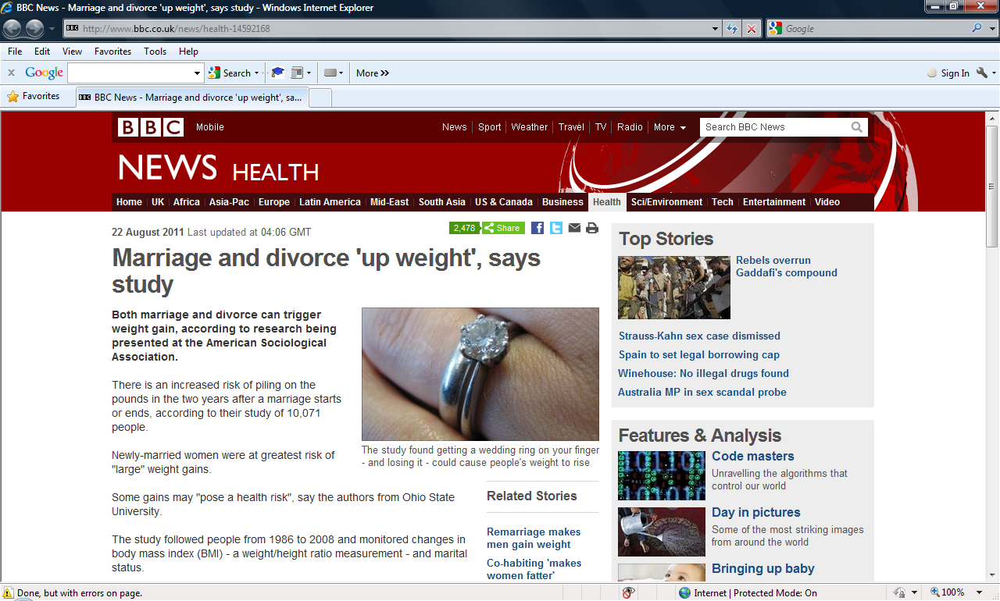 BBC News - Marriage and divorce 'up weight', says study - Windows Internet Explorer
BBC http://www.bbc.co.uk/news/health-14592168
Google
File Edit View Favorites Tools Help
x Google Search More >> Sign In
Favorites BBC BBC News - Marriage and divorce 'up weight', sa...
BBC Mobile News Sport Weather Travel TV Radio More Search BBC News
NEWS HEALTH
Home UK Africa Asia-Pac Europe Latin America Mid-East South Asia US & Canada Business Health Sci/Environment Tech Entertainment Video
22 August 2011 Last updated at 04:06 GMT
2,478 Share
Marriage and divorce 'up weight', says
study
Both marriage and divorce can trigger
weight gain, according to research being
presented at the American Sociological
Association.
There is an increased risk of piling on the
pounds in the two years after a marriage starts
or ends, according to their study of 10,071
people.
Newly-married women were at greatest risk of
"large" weight gains.
Some gains may "pose a health risk", say the authors from Ohio State
University.
The study followed people from 1986 to 2008 and monitored changes in
body mass index (BMI) - a weight/height ratio measurement - and marital
status.
The study found getting a wedding ring on your finger
- and losing it - could cause people's weight to rise
Related Stories
Remarriage makes
men gain weight
Co-habiting 'makes
women fatter'
Top Stories
Rebels overrun
Gaddafi's compound
Strauss-Kahn sex case dismissed
Spain to set legal borrowing cap
Winehouse: No illegal drugs found
Australia MP in sex scandal probe
Features & Analysis
Code masters
Unravelling the algorithms that
control our world
Day in pictures
Some of the most striking images
from around the world
Bringing up baby
Done, but with errors on page.
Internet | Protected Mode: On
100%